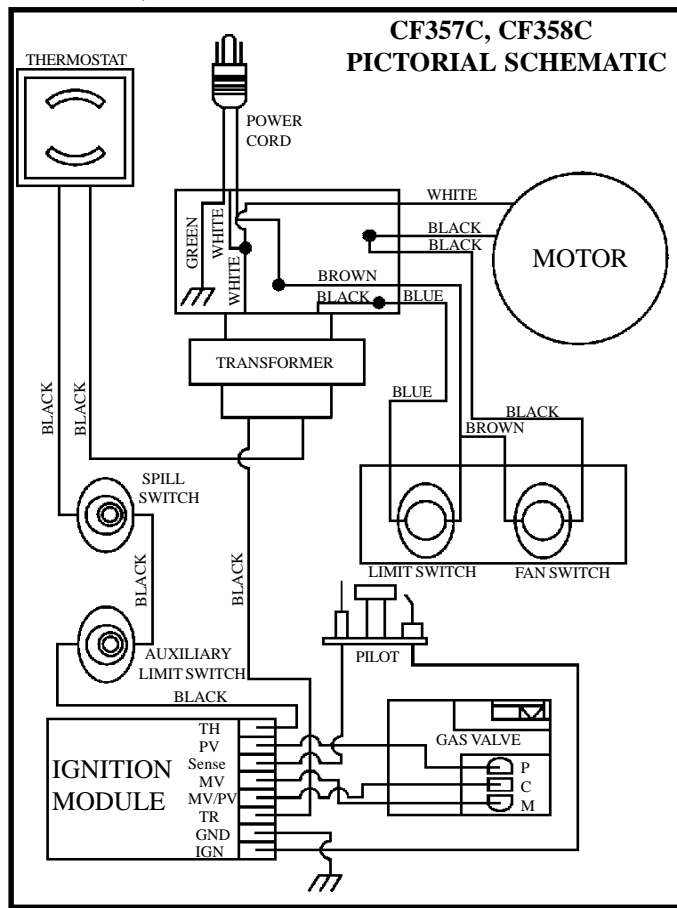 CF357C, CF358C
PICTORIAL SCHEMATIC
THERMOSTAT
POWER
CORD
WHITE
BLACK
BLACK
MOTOR
GREEN
WHITE
WHITE
BROWN
BLACK
BLUE
TRANSFORMER
BLUE
BLACK
BROWN
BLACK
BLACK
SPILL
SWITCH
LIMIT SWITCH
FAN SWITCH
BLACK
BLACK
AUXILIARY
LIMIT SWITCH
PILOT
BLACK
IGNITION
MODULE
TH
PV
Sense
MV
MV/PV
TR
GND
IGN
GAS VALVE
P
C
M